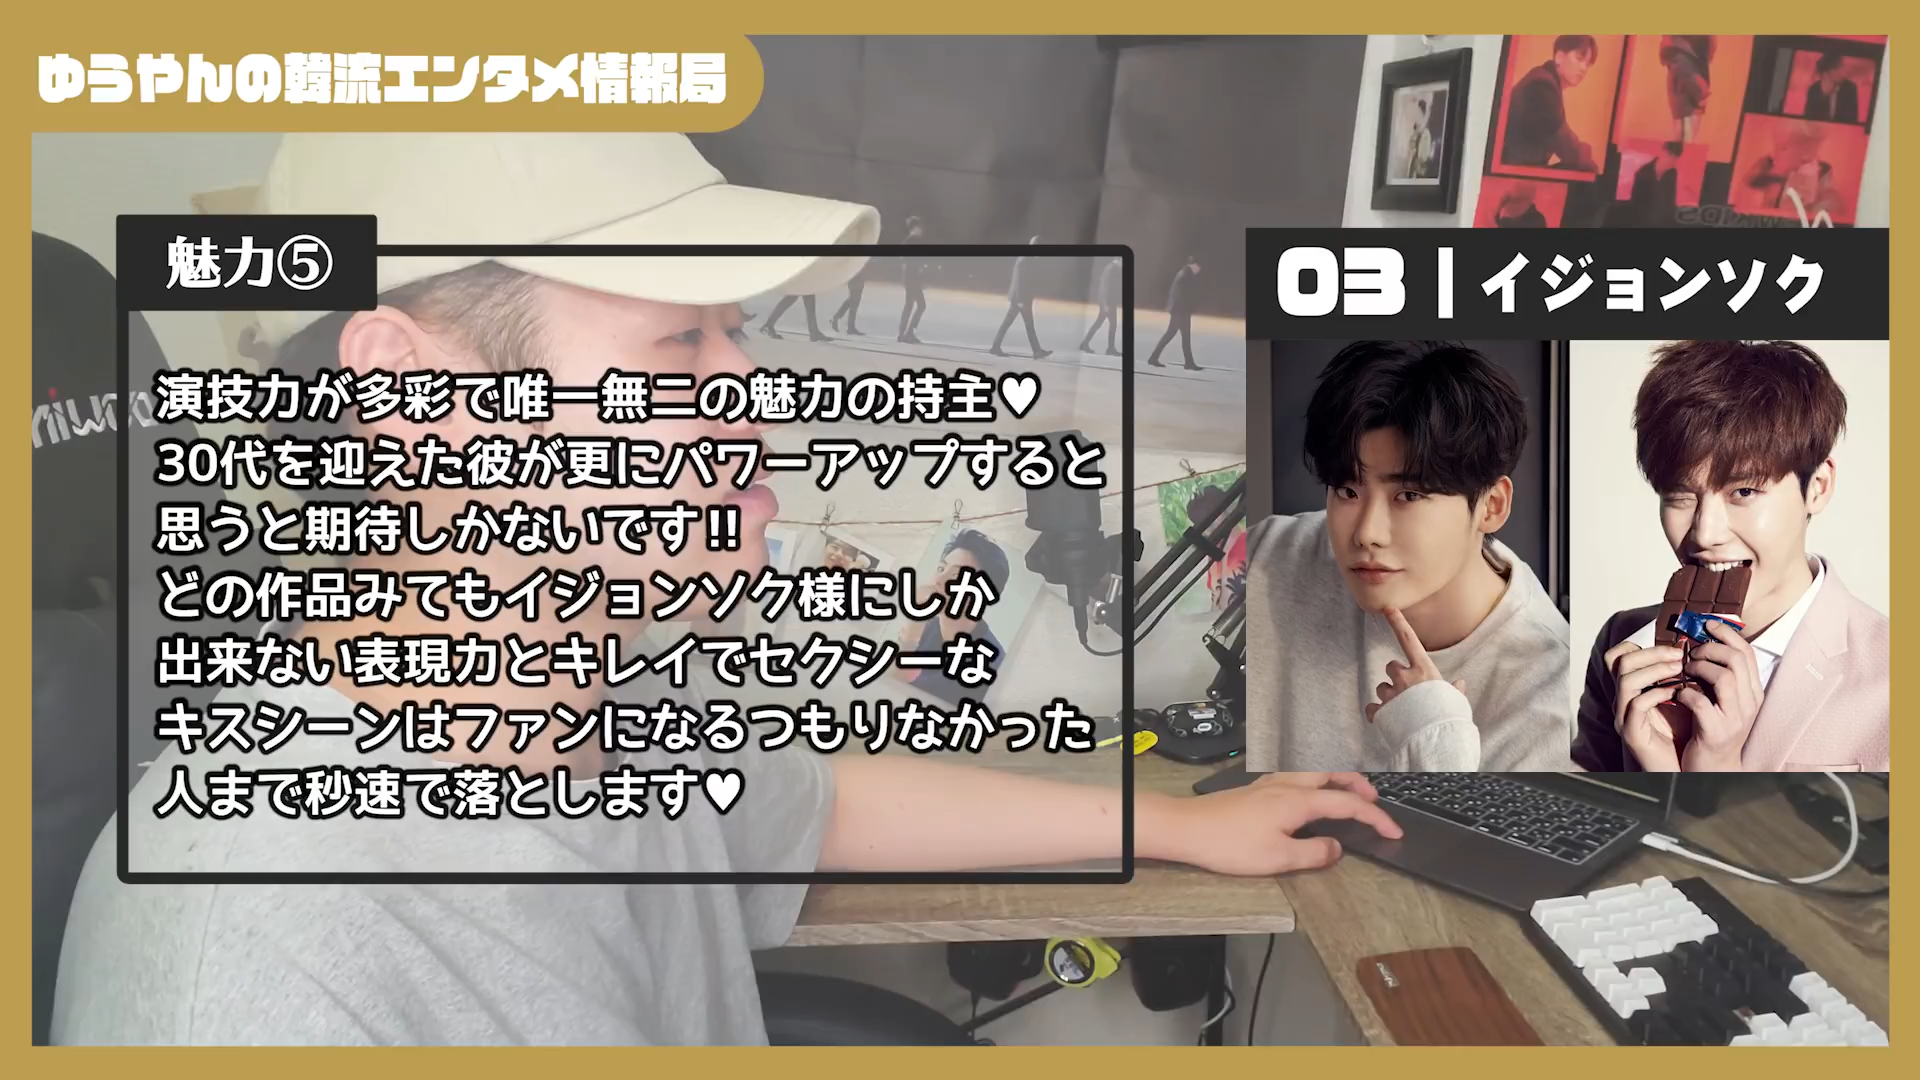 ゆうやんの韓流エンタメ情報局
魅力⑤
演技力が多彩で唯一無二の魅力の持主♥
30代を迎えた彼が更にパワーアップすると
思うと期待しかないです!!
どの作品みてもイジョンソク様にしか
出来ない表現力とキレイでセクシーな
キスシーンはファンになるつもりなかった
人まで秒速で落とします♥
03 | イジョンソク